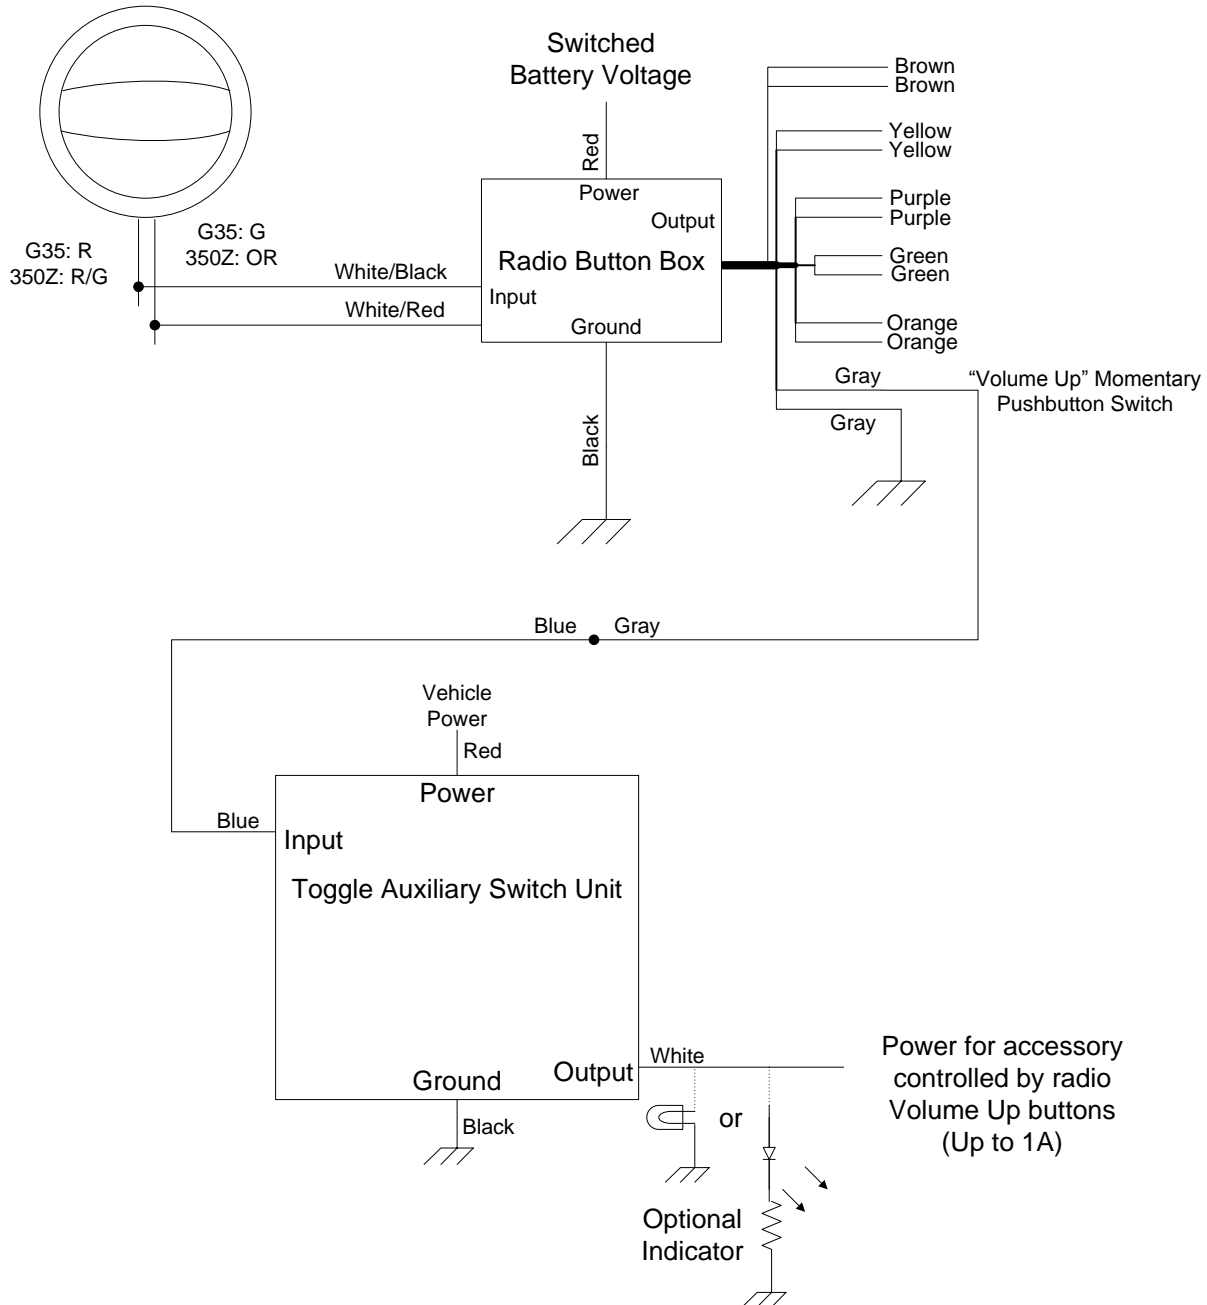 Switched
Battery Voltage
Red
Power
Output
Radio Button Box
Input
Ground
Black
G35: R
350Z: R/G
G35: G
350Z: OR
White/Black
White/Red
Brown
Brown
Yellow
Yellow
Purple
Purple
Green
Green
Orange
Orange
Gray
Gray
“Volume Up” Momentary
Pushbutton Switch
Blue
Gray
Vehicle
Power
Red
Power
Blue
Input
Toggle Auxiliary Switch Unit
Ground
Output
White
Black
or
Optional
Indicator
Power for accessory
controlled by radio
Volume Up buttons
(Up to 1A)